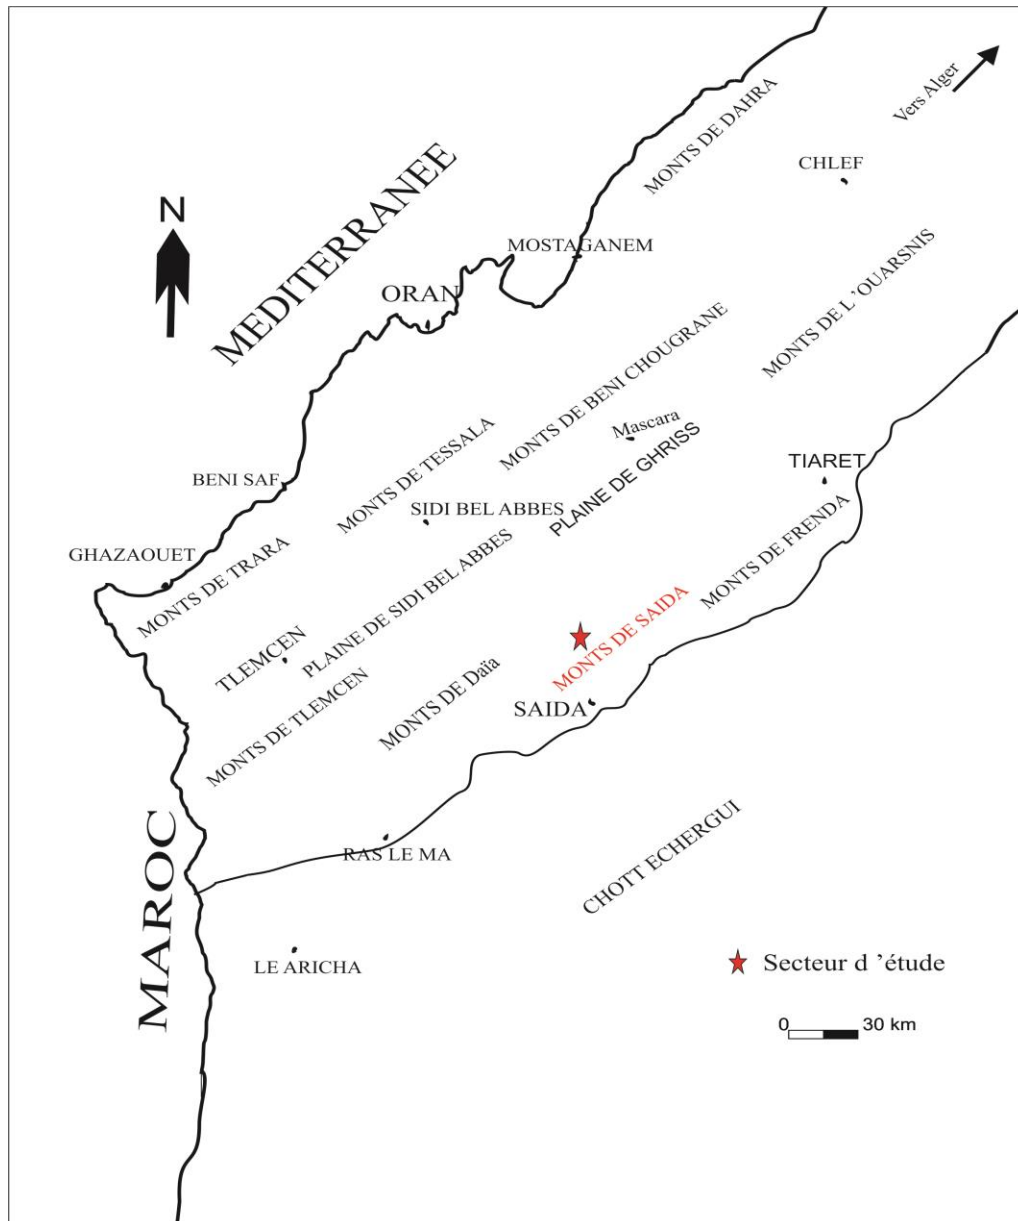 Vers Alger
MONTS DE DAHRA
CHLEF
MEDITERRANEE
N
MOSTAGANEM
ORAN
MONTS DE L 'OUARSNIS
MONTS DE BENI CHOUGRANE
Mascara
MONTS DE TESSALA
PLAINE DE GHRISS
TIARET
BENI SAF
SIDI BEL ABBES
GHAZAOUET
MONTS DE TRARA
PLAINE DE SIDI BEL ABBES
MONTS DE FRENDA
TLEMCEN
MONTS DE SAIDA
MONTS DE TLEMCEN
MONTS DE Daïa
SAIDA
RAS LE MA
MAROC
CHOTT ECHERGUI
LE ARICHA
Secteur d 'étude
0 30 km